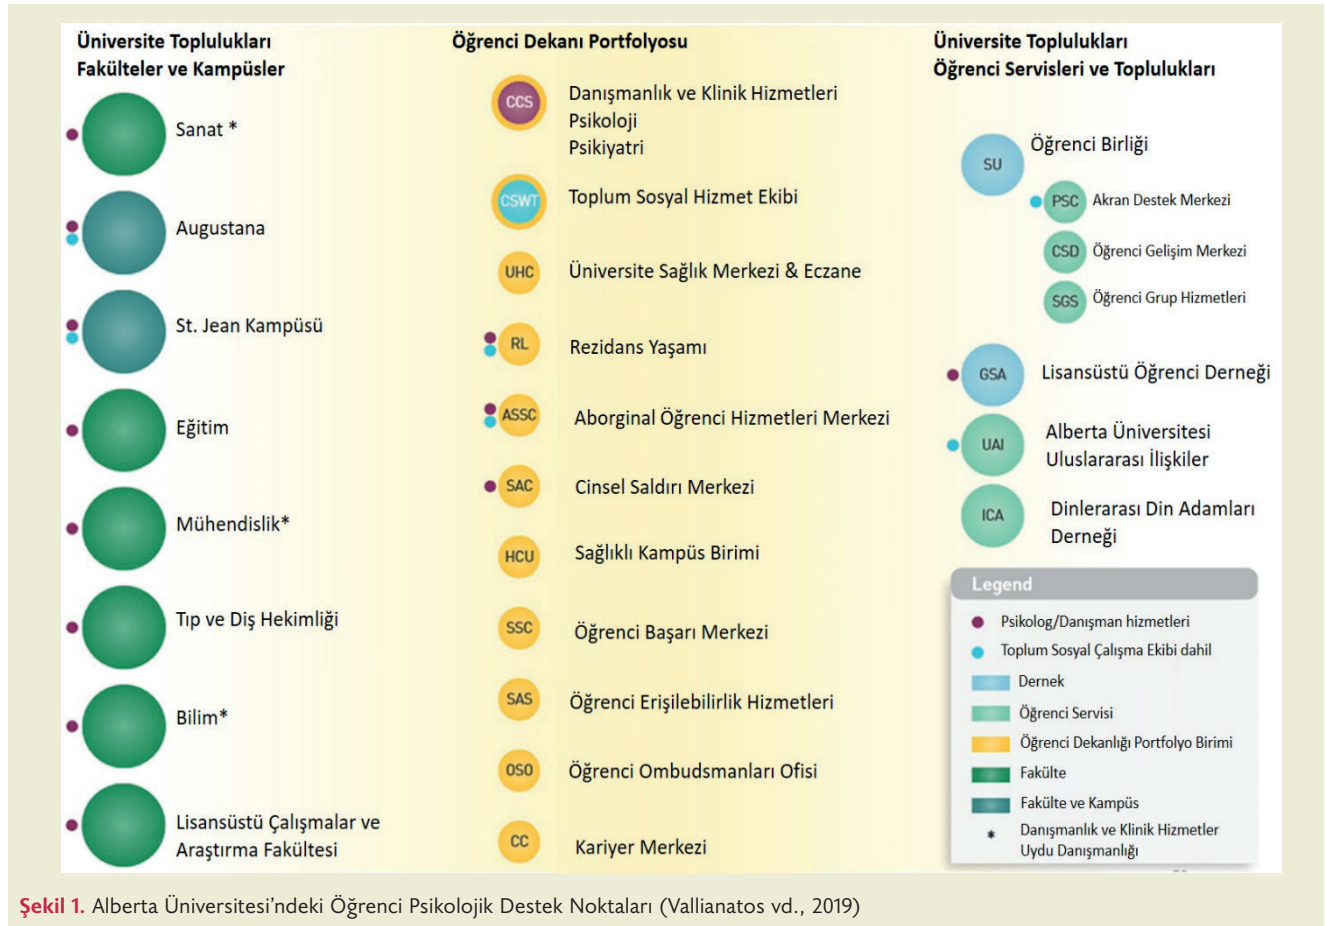 Üniversite Toplulukları
Fakülteler ve Kampüsler
Sanat *
Augustana
St. Jean Kampüsü
Eğitim
Mühendislik*
Tıp ve Diş Hekimliği
Bilim*
Lisansüstü Çalışmalar ve
Araştırma Fakültesi
Öğrenci Dekanı Portfolyosu
CCS
Danışmanlık ve Klinik Hizmetleri
Psikoloji
Psikiyatri
CSWT
Toplum Sosyal Hizmet Ekibi
UHC
Üniversite Sağlık Merkezi & Eczane
RL
Rezidans Yaşamı
ASSC
Aborginal Öğrenci Hizmetleri Merkezi
SAC
Cinsel Saldırı Merkezi
HCU
Sağlıklı Kampüs Birimi
SSC
Öğrenci Başarı Merkezi
SAS
Öğrenci Erişilebilirlik Hizmetleri
OSO
Öğrenci Ombudsmanları Ofisi
CC
Kariyer Merkezi
Üniversite Toplulukları
Öğrenci Servisleri ve Toplulukları
SU
Öğrenci Birliği
PSC
Akran Destek Merkezi
CSD
Öğrenci Gelişim Merkezi
SGS
Öğrenci Grup Hizmetleri
GSA
Lisansüstü Öğrenci Derneği
UAI
Alberta Üniversitesi
Uluslararası İlişkiler
ICA
Dinlerarası Din Adamları
Derneği
Legend
Psikolog/Danışman hizmetleri
Toplum Sosyal Çalışma Ekibi dahil
Dernek
Öğrenci Servisi
Öğrenci Dekanlığı Portfolyo Birimi
Fakülte
Fakülte ve Kampüs
* Danışmanlık ve Klinik Hizmetler
Uydu Danışmanlığı
Şekil 1. Alberta Üniversitesi'ndeki Öğrenci Psikolojik Destek Noktaları (Vallianatos vd., 2019)